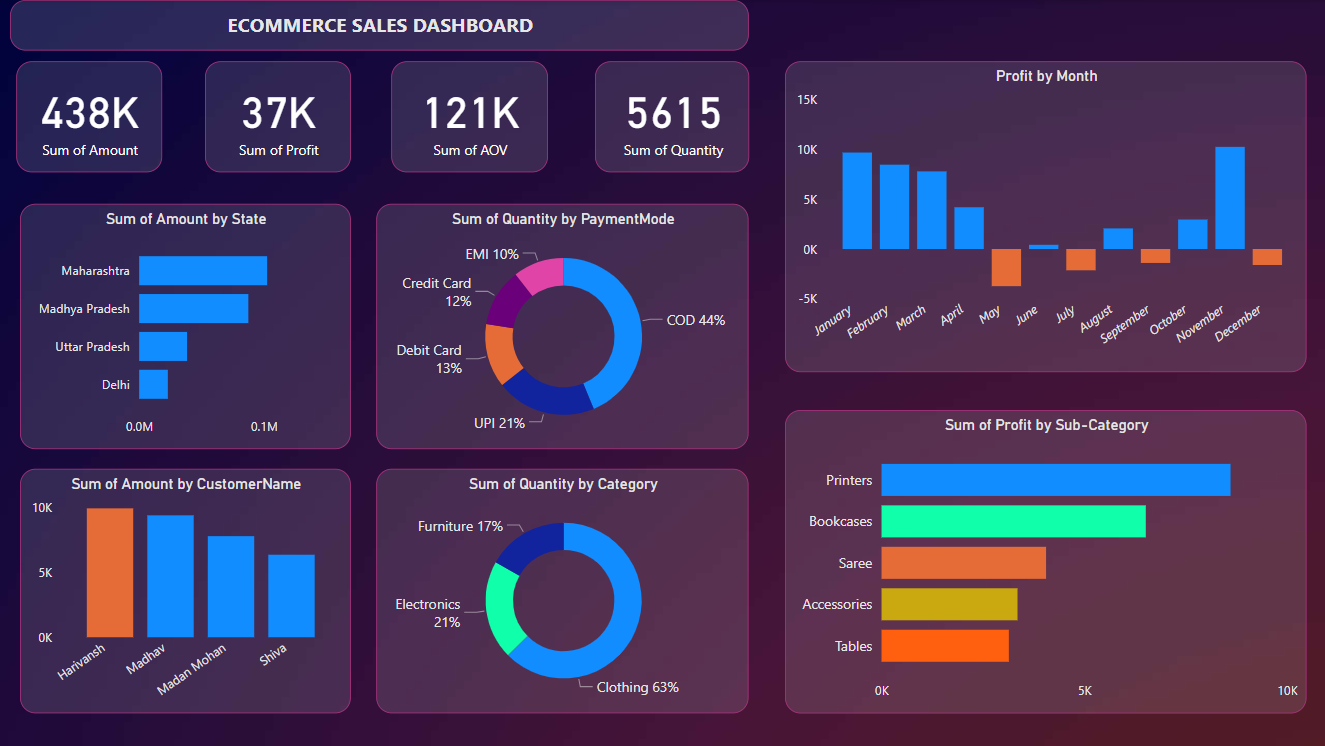 ECOMMERCE SALES DASHBOARD
438K
Sum of Amount
37K
Sum of Profit
121K
Sum of AOV
5615
Sum of Quantity
Profit by Month
15K
10K
5K
0K
-5K
January
February
March
April
May
June
July
August
September
October
November
December
Sum of Amount by State
Maharashtra
Madhya Pradesh
Uttar Pradesh
Delhi
0.0M
0.1M
Sum of Quantity by PaymentMode
EMI 10%
Credit Card
12%
COD 44%
Debit Card
13%
UPI 21%
Sum of Amount by CustomerName
10K
5K
0K
Harivansh
Madhav
Madan Mohan
Shiva
Sum of Quantity by Category
Furniture 17%
Electronics
21%
Clothing 63%
Sum of Profit by Sub-Category
Printers
Bookcases
Saree
Accessories
Tables
0K
5K
10K